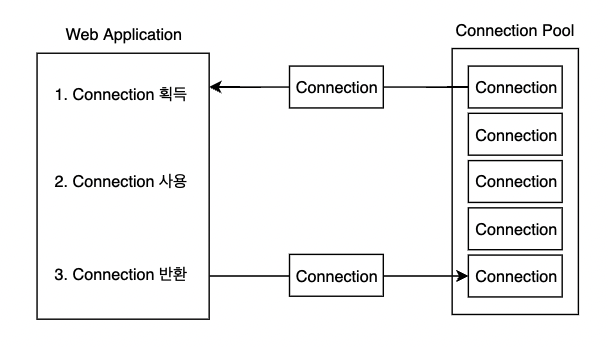 Web Application
Connection Pool
1. Connection 획득
Connection
Connection
Connection
2. Connection 사용
Connection
Connection
3. Connection 반환
Connection
Connection